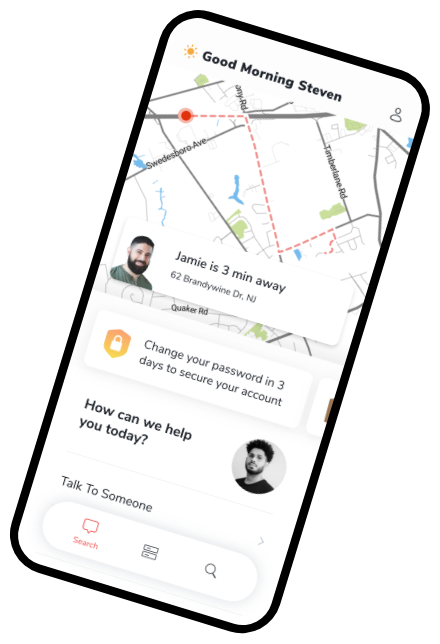 Good Morning Steven
Swedesboro Ave
Timberlane Rd
Jamie is 3 min away
62 Brandywine Dr, NJ
Quaker Rd
Change your password in 3
days to secure your account
How can we help
you today?
Talk To Someone
Search